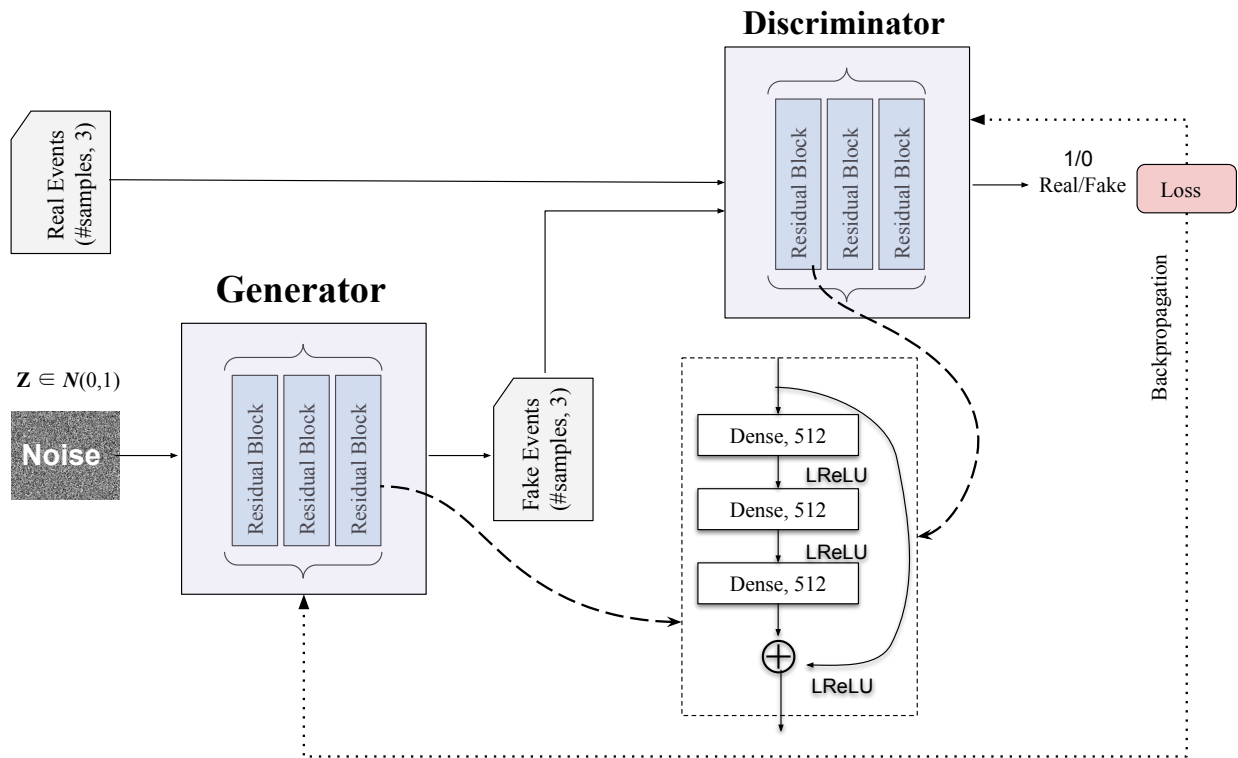 Discriminator
Real Events
(#samples, 3)
Residual Block
Residual Block
Residual Block
1/0
Real/Fake
Loss
Generator
Z ∈ N(0,1)
Noise
Residual Block
Residual Block
Residual Block
Fake Events
(#samples, 3)
Dense, 512
LReLU
Dense, 512
LReLU
Dense, 512
LReLU
Backpropagation